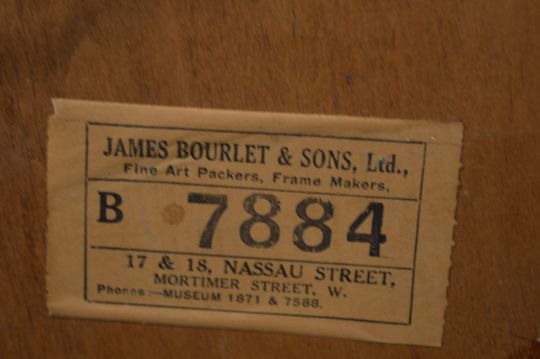 JAMES BOURLET & SONS, Ltd.,
Fine Art Packers, Frame Makers,
B 7884
17 & 18, NASSAU STREET,
MORTIMER STREET, W.
Phones:—MUSEUM 1871 & 7588.